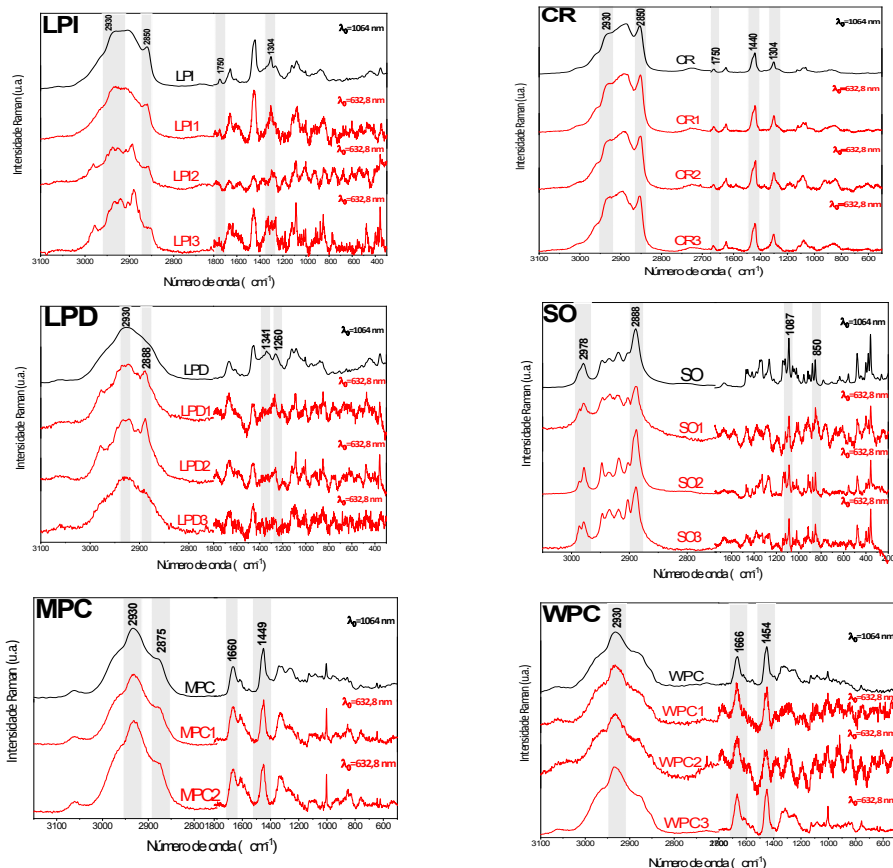 LPI
2930
2850
1750
1304
λ0=1064 nm
LPI
λ0=632,8 nm
LPI1
λ0=632,8 nm
LPI2
λ0=632,8 nm
LPI3
Intensidade Raman (u.a.)
3100 3000 2900 2800 1800 1600 1400 1200 1000 800 600 400
Número de onda ( cm-1)
CR
2930
2850
1750
1440
1304
λ0=1064 nm
CR
λ0=632,8 nm
CR1
λ0=632,8 nm
CR2
λ0=632,8 nm
CR3
Intensidade Raman (u.a.)
3100 3000 2900 2800 2700 1800 1600 1400 1200 1000 800 600
Número de onda ( cm-1)
LPD
2930
2888
1341
1260
λ0=1064 nm
LPD
λ0=632,8 nm
LPD1
λ0=632,8 nm
LPD2
λ0=632,8 nm
LPD3
Intensidade Raman (u.a.)
3100 3000 2900 2800 1800 1600 1400 1200 1000 800 600 400
Número de onda ( cm-1)
SO
2978
2888
1087
850
λ0=1064 nm
SO
λ0=632,8 nm
SO1
λ0=632,8 nm
SO2
λ0=632,8 nm
SO3
Intensidade Raman (u.a.)
3000 2900 2800 1600 1400 1200 1000 800 600 400 200
Número de onda ( cm-1)
MPC
2930
2875
1660
1449
λ0=1064 nm
MPC
λ0=632,8 nm
MPC1
λ0=632,8 nm
MPC2
Intensidade Raman (u.a.)
3100 2900 1800 1600 1400 1200 1000 800 600
Número de onda ( cm-1)
WPC
2930
1666
1454
λ0=1064 nm
WPC
λ0=632,8 nm
WPC1
λ0=632,8 nm
WPC2
λ0=632,8 nm
WPC3
Intensidade Raman (u.a.)
3100 2900 2700 1600 1400 1200 1000 800 600
Número de onda ( cm-1)